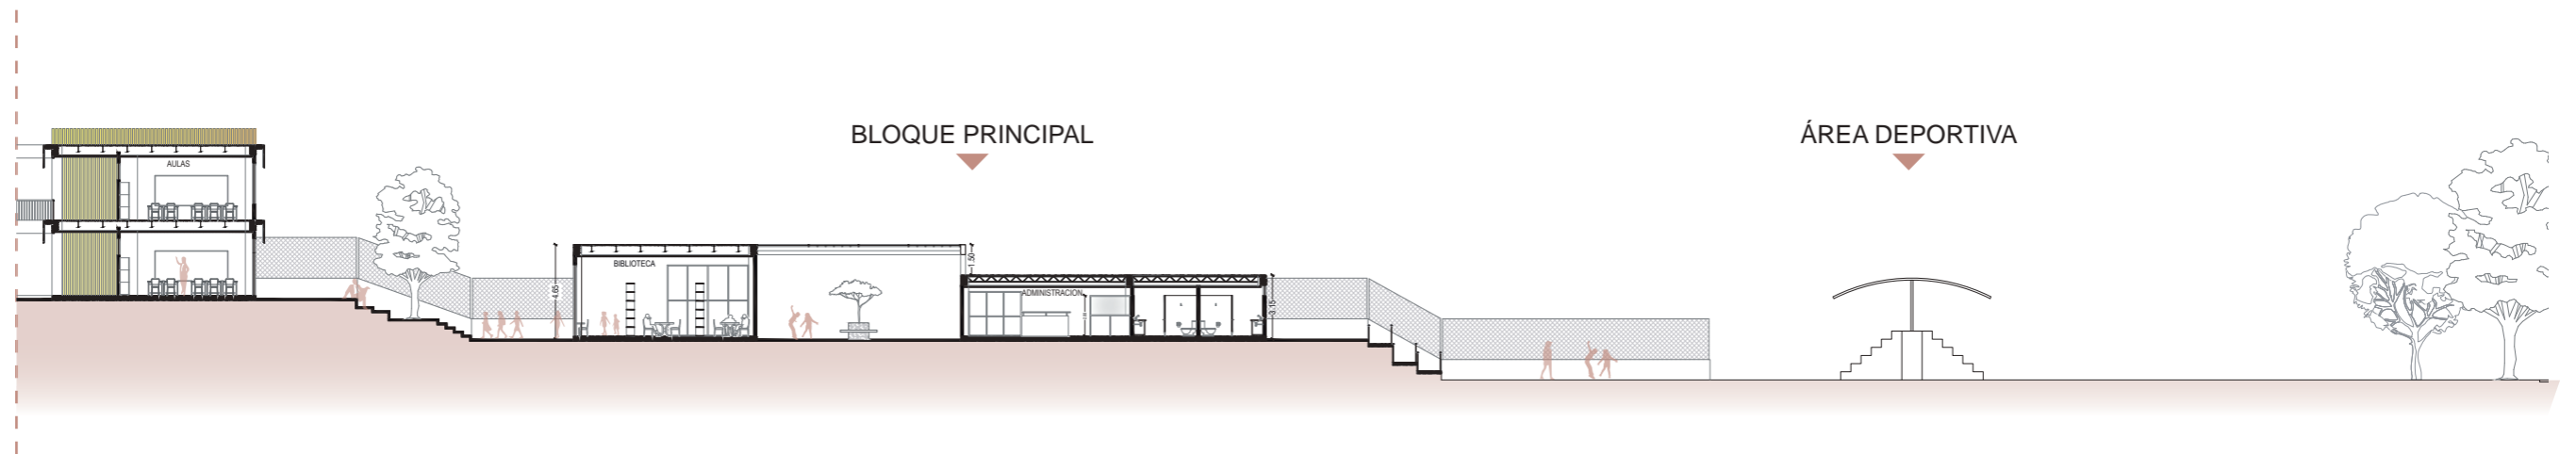 BLOQUE PRINCIPAL
ÁREA DEPORTIVA
AULAS
BIBLIOTECA
4.65
1.50
ADMINISTRACION
3.15